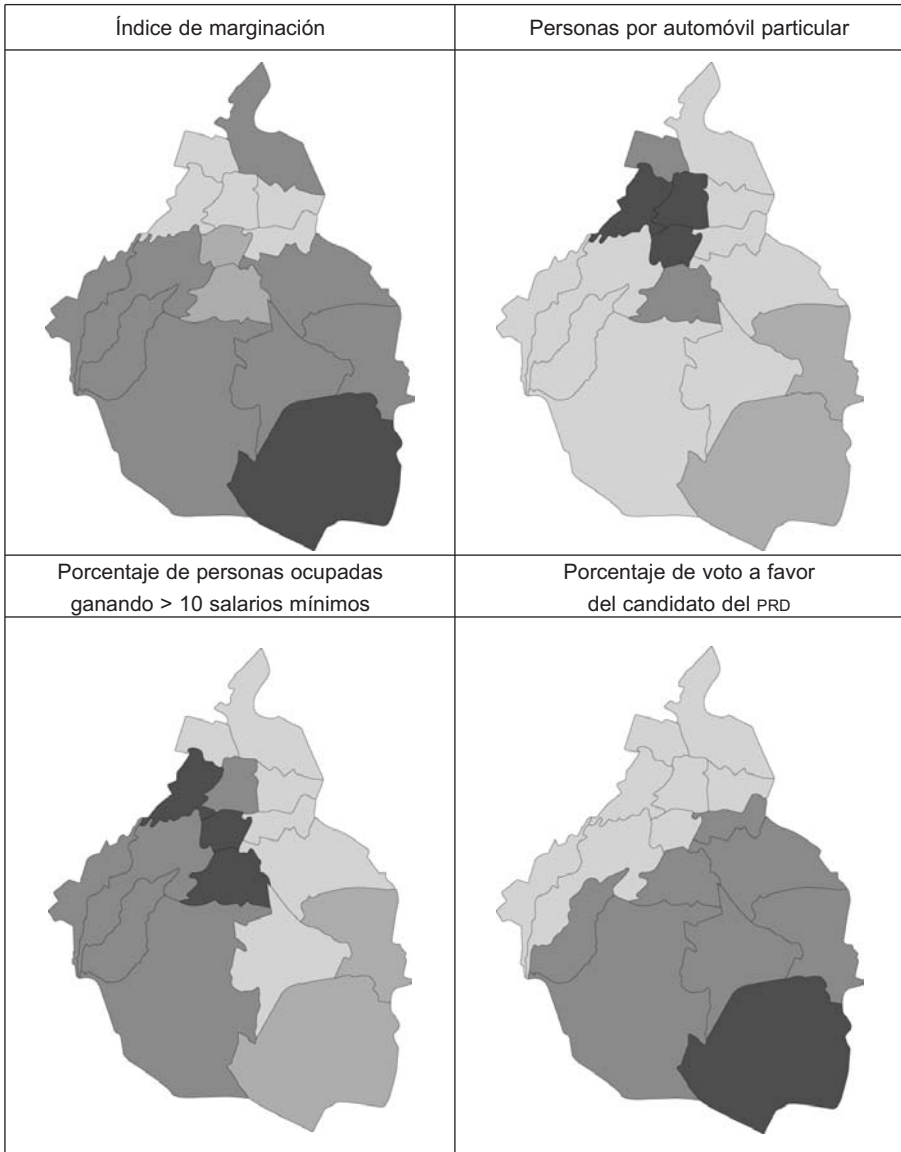 Índice de marginación
Personas por automóvil particular
Porcentaje de personas ocupadas
ganando > 10 salarios mínimos
Porcentaje de voto a favor
del candidato del PRD